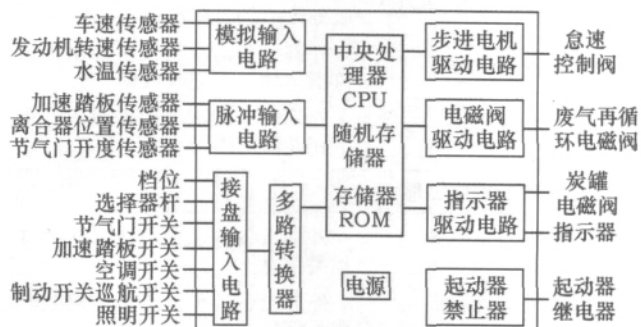 车速传感器
发动机转速传感器
水温传感器
模拟输入
电路
加速踏板传感器
离合器位置传感器
节气门开度传感器
脉冲输入
电路
档位
选择器杆
节气门开关
加速踏板开关
空调开关
制动开关巡航开关
照明开关
接盘输入电路
多路转换器
中央处
理器
CPU
随机存
储器
存储器
ROM
电源
步进电机
驱动电路
电磁阀
驱动电路
指示器
驱动电路
起动器
禁止器
怠速
控制阀
废气再循
环电磁阀
炭罐
电磁阀
指示器
起动器
继电器